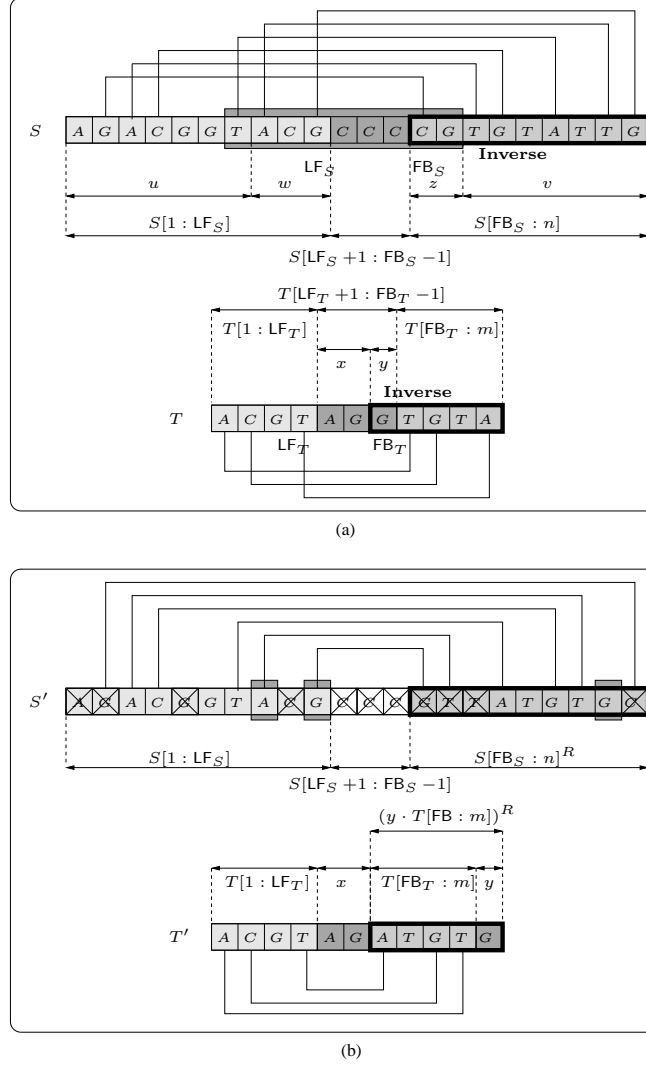 S A G A C G G T A C G C C C C G T G T A T T G
LF_S FB_S Inverse
u w z v
S[1 : LF_S] S[FB_S : n]
S[LF_S +1 : FB_S −1]
T[LF_T +1 : FB_T −1]
T[1 : LF_T] T[FB_T : m]
x y
Inverse
T A C G T A G G T G T A
LF_T FB_T
(a)
S′ A G A C G G T A C G C C C G T T A T G T G C
S[1 : LF_S] S[FB_S : n]^R
S[LF_S +1 : FB_S −1]
(y · T[FB : m])^R
T[1 : LF_T] x T[FB_T : m] y
T′ A C G T A G A T G T G
(b)